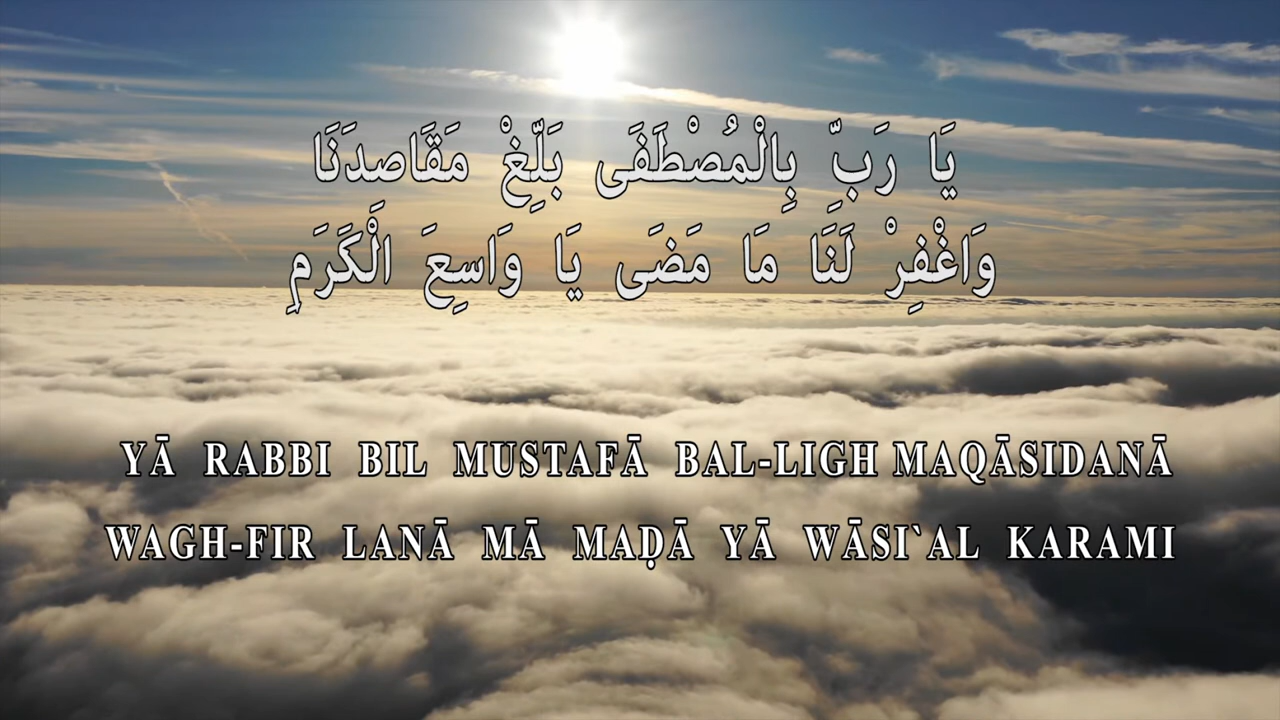 يَا رَبِّ بِالْمُصْطَفَى بَلِّغْ مَقَاصِدَنَا
وَاغْفِرْ لَنَا مَا مَضَى يَا وَاسِعَ الْكَرَمِ
YĀ RABBI BIL MUSTAFĀ BAL-LIGH MAQĀSIDANĀ
WAGH-FIR LANĀ MĀ MAḌĀ YĀ WĀSI`AL KARAMI